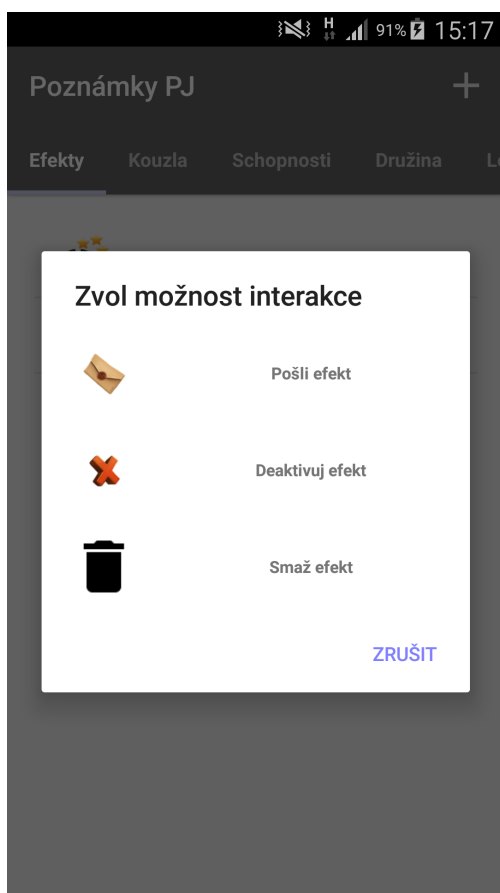 H 91% 15:17
Poznámky PJ
Efekty Kouzla Schopnosti Družina
Zvol možnost interakce
Pošli efekt
Deaktivuj efekt
Smaž efekt
ZRUŠIT